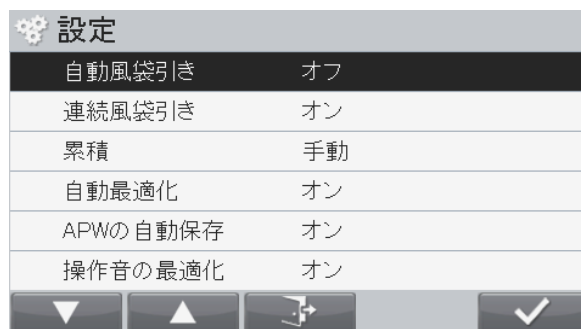 設定
自動風袋引き オフ
連続風袋引き オン
累積 手動
自動最適化 オン
APWの自動保存 オン
操作音の最適化 オン